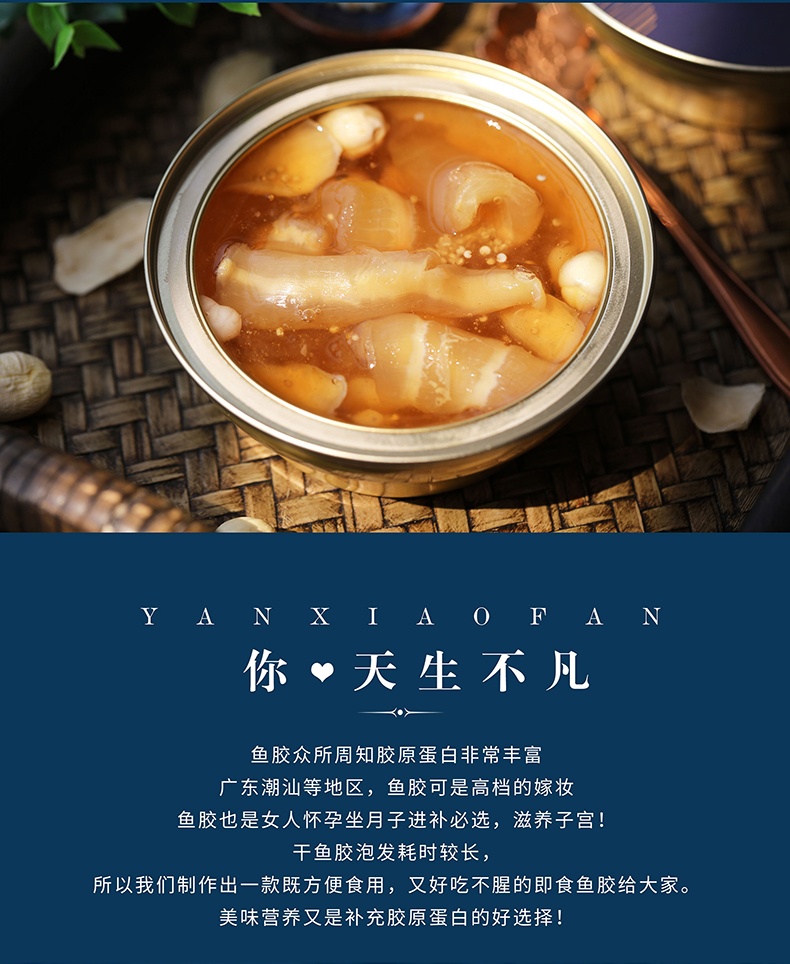 YANXIAOFAN
你❤天生不凡
鱼胶众所周知胶原蛋白非常丰富
广东潮汕等地区，鱼胶可是高档的嫁妆
鱼胶也是女人怀孕坐月子进补必选，滋养子宫！
干鱼胶泡发耗时较长，
所以我们制作出一款既方便食用，又好吃不腥的即食鱼胶给大家。
美味营养又是补充胶原蛋白的好选择！